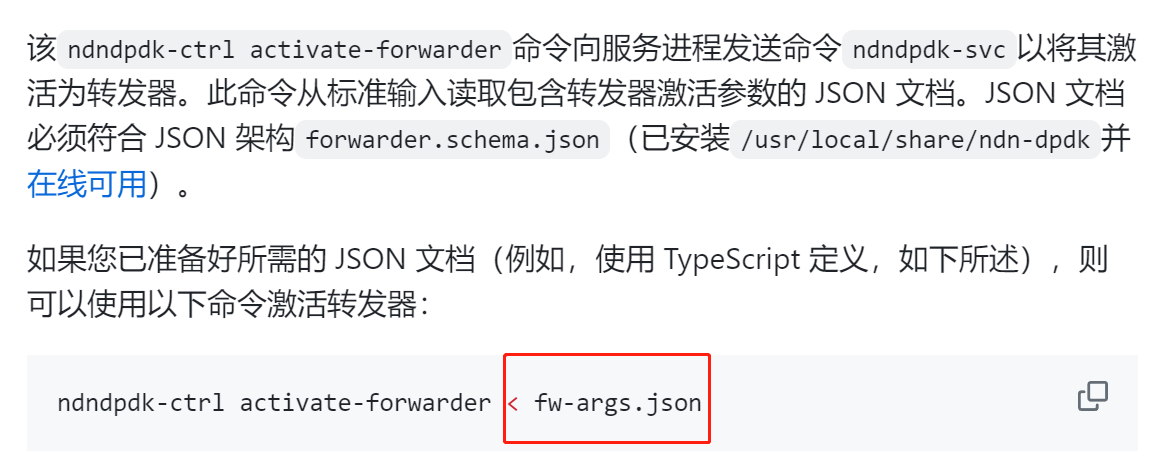 该 ndndpdk-ctrl activate-forwarder 命令向服务进程发送命令 ndndpdk-svc 以将其激
活为转发器。此命令从标准输入读取包含转发器激活参数的 JSON 文档。JSON 文档
必须符合 JSON 架构 forwarder.schema.json （已安装 /usr/local/share/ndn-dpdk 并
在线可用）。
如果您已准备好所需的 JSON 文档（例如，使用 TypeScript 定义，如下所述），则
可以使用以下命令激活转发器：
ndndpdk-ctrl activate-forwarder < fw-args.json